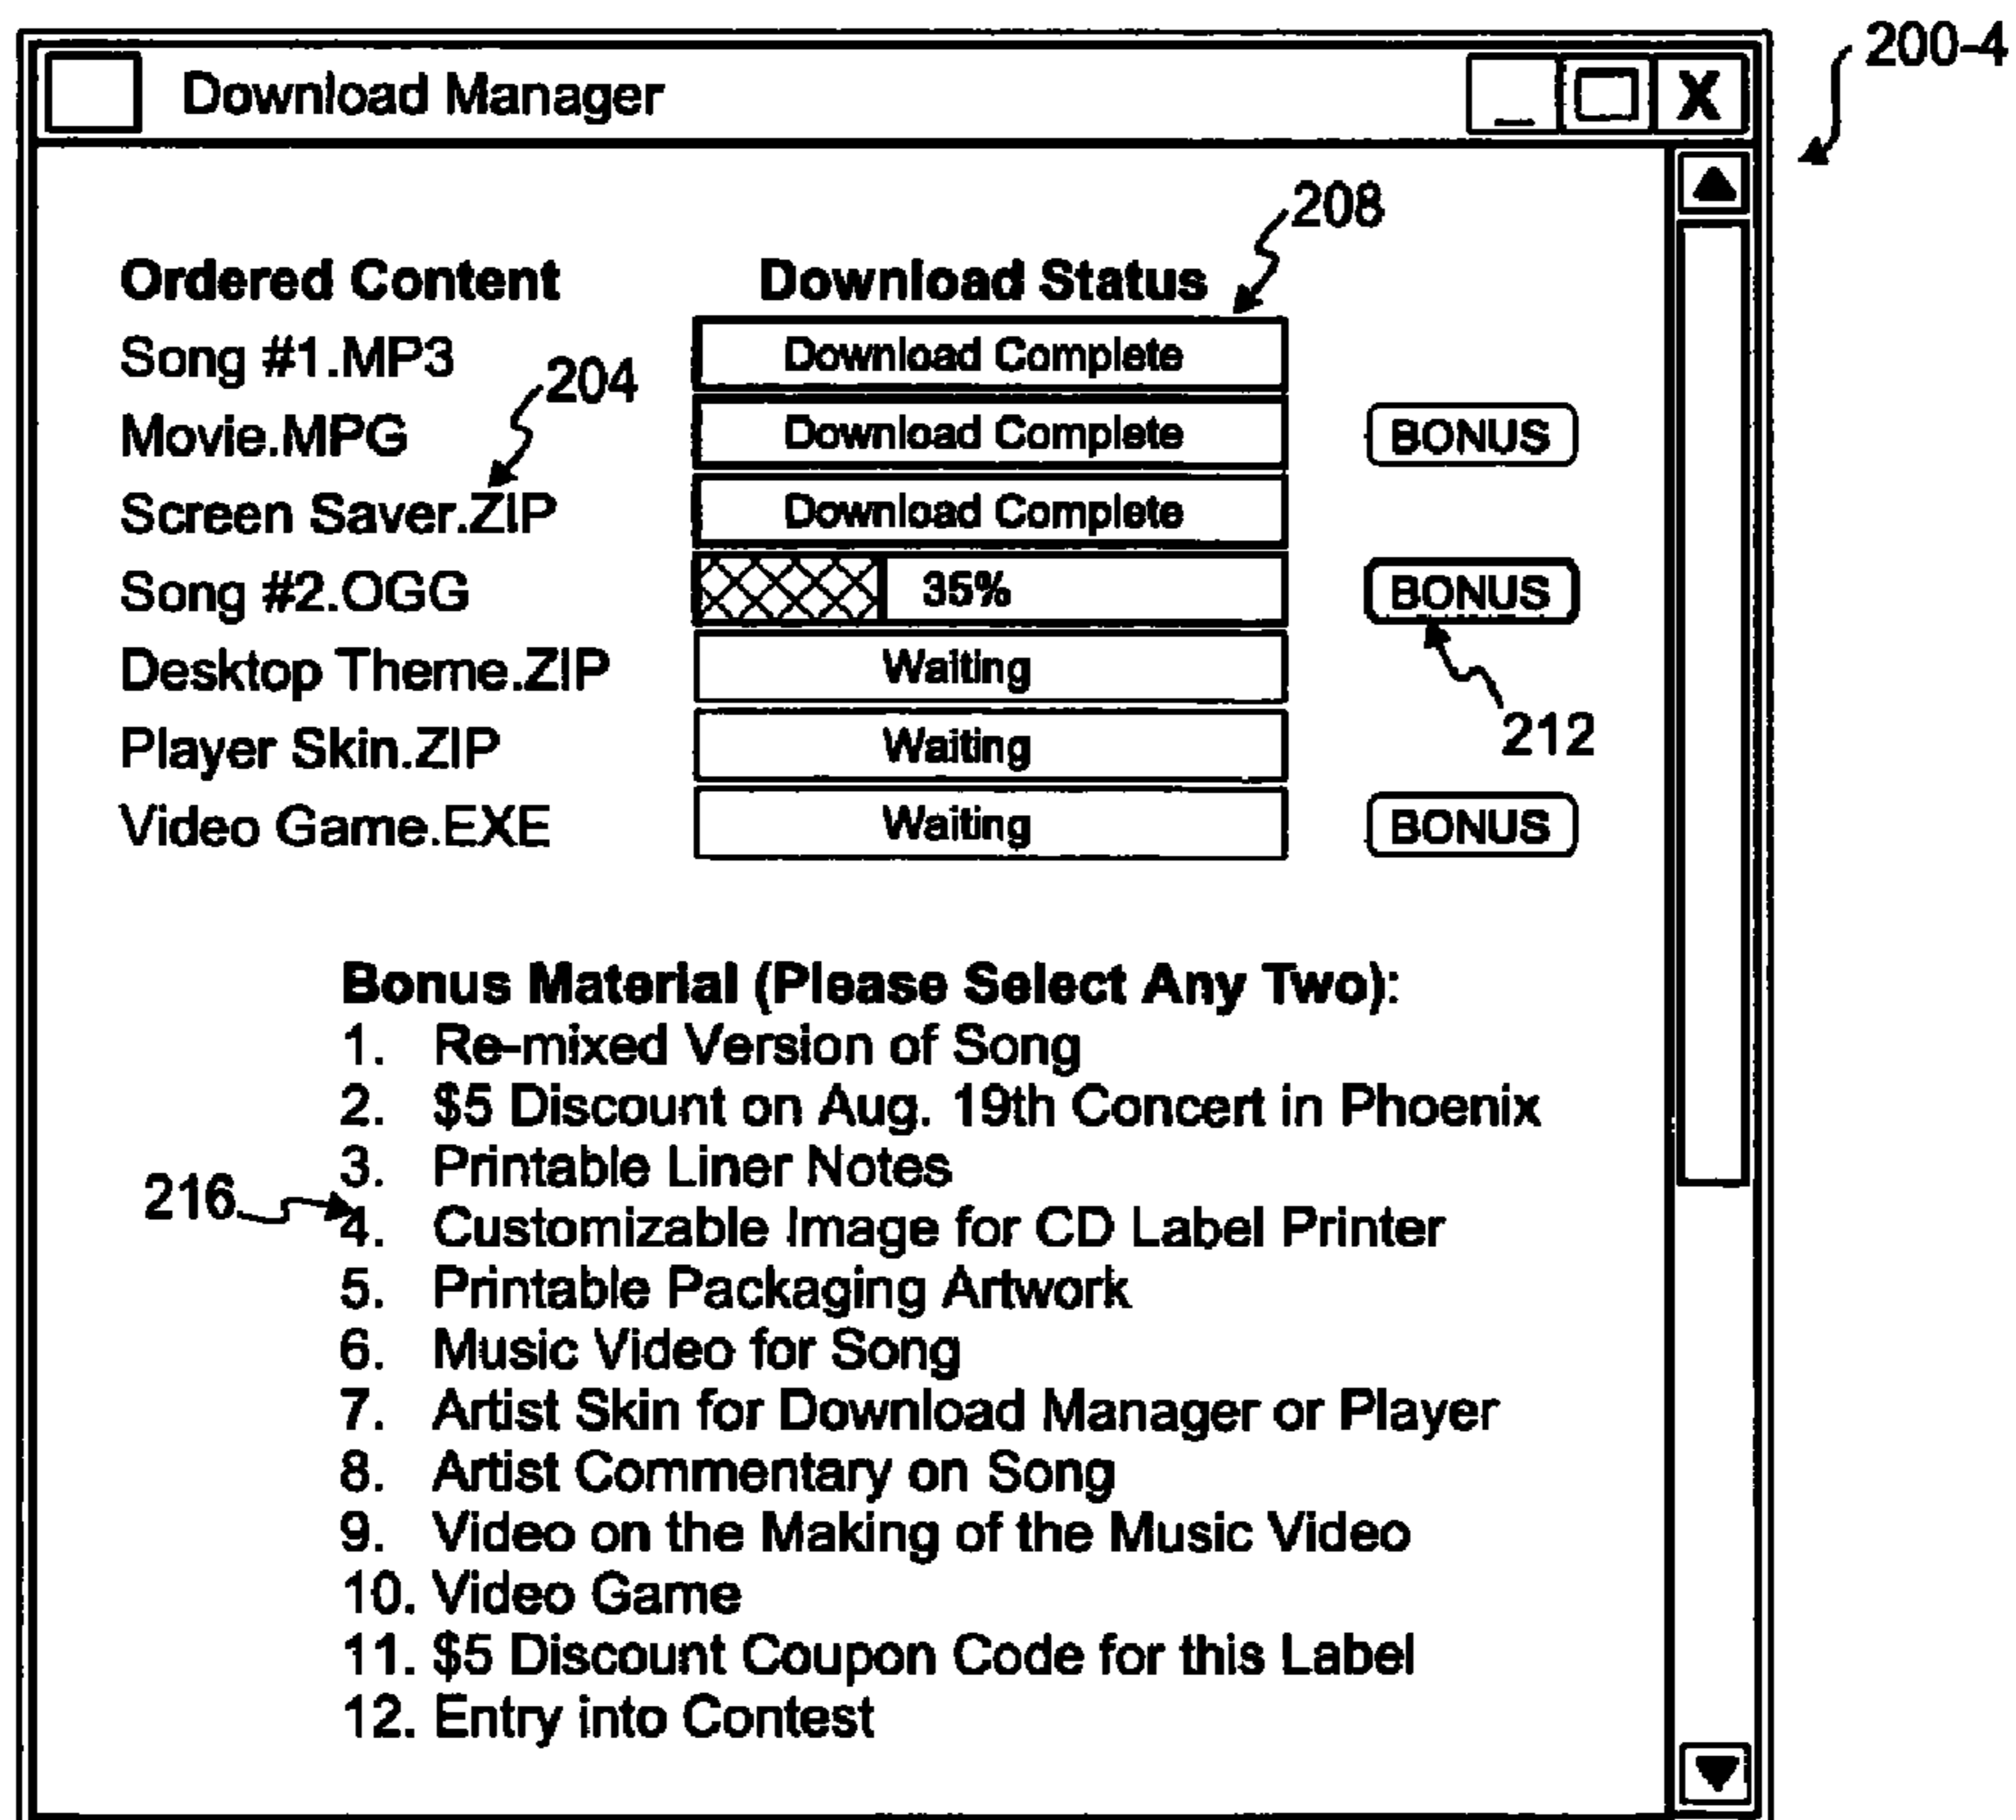 200-4
Download Manager _ X
208
Ordered Content Download Status
Song #1.MP3 Download Complete
204
Movie.MPG Download Complete BONUS
Screen Saver.ZIP Download Complete
Song #2.OGG 35% BONUS
Desktop Theme.ZIP Waiting
212
Player Skin.ZIP Waiting
Video Game.EXE Waiting BONUS
Bonus Material (Please Select Any Two):
1. Re-mixed Version of Song
2. $5 Discount on Aug. 19th Concert in Phoenix
3. Printable Liner Notes
216
4. Customizable Image for CD Label Printer
5. Printable Packaging Artwork
6. Music Video for Song
7. Artist Skin for Download Manager or Player
8. Artist Commentary on Song
9. Video on the Making of the Music Video
10. Video Game
11. $5 Discount Coupon Code for this Label
12. Entry into Contest